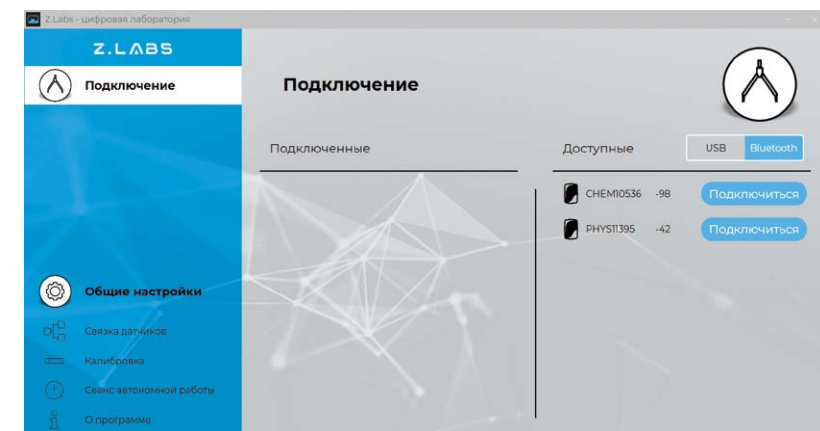 Z.Labs - цифровая лаборатория
Z.LABS
Подключение
Подключение
Подключенные
Доступные
USB
Bluetooth
CHEM10536 -98 Подключиться
PHYS11395 -42 Подключиться
Общие настройки
Связка датчиков
Калибровка
Сеанс автономной работы
О программе